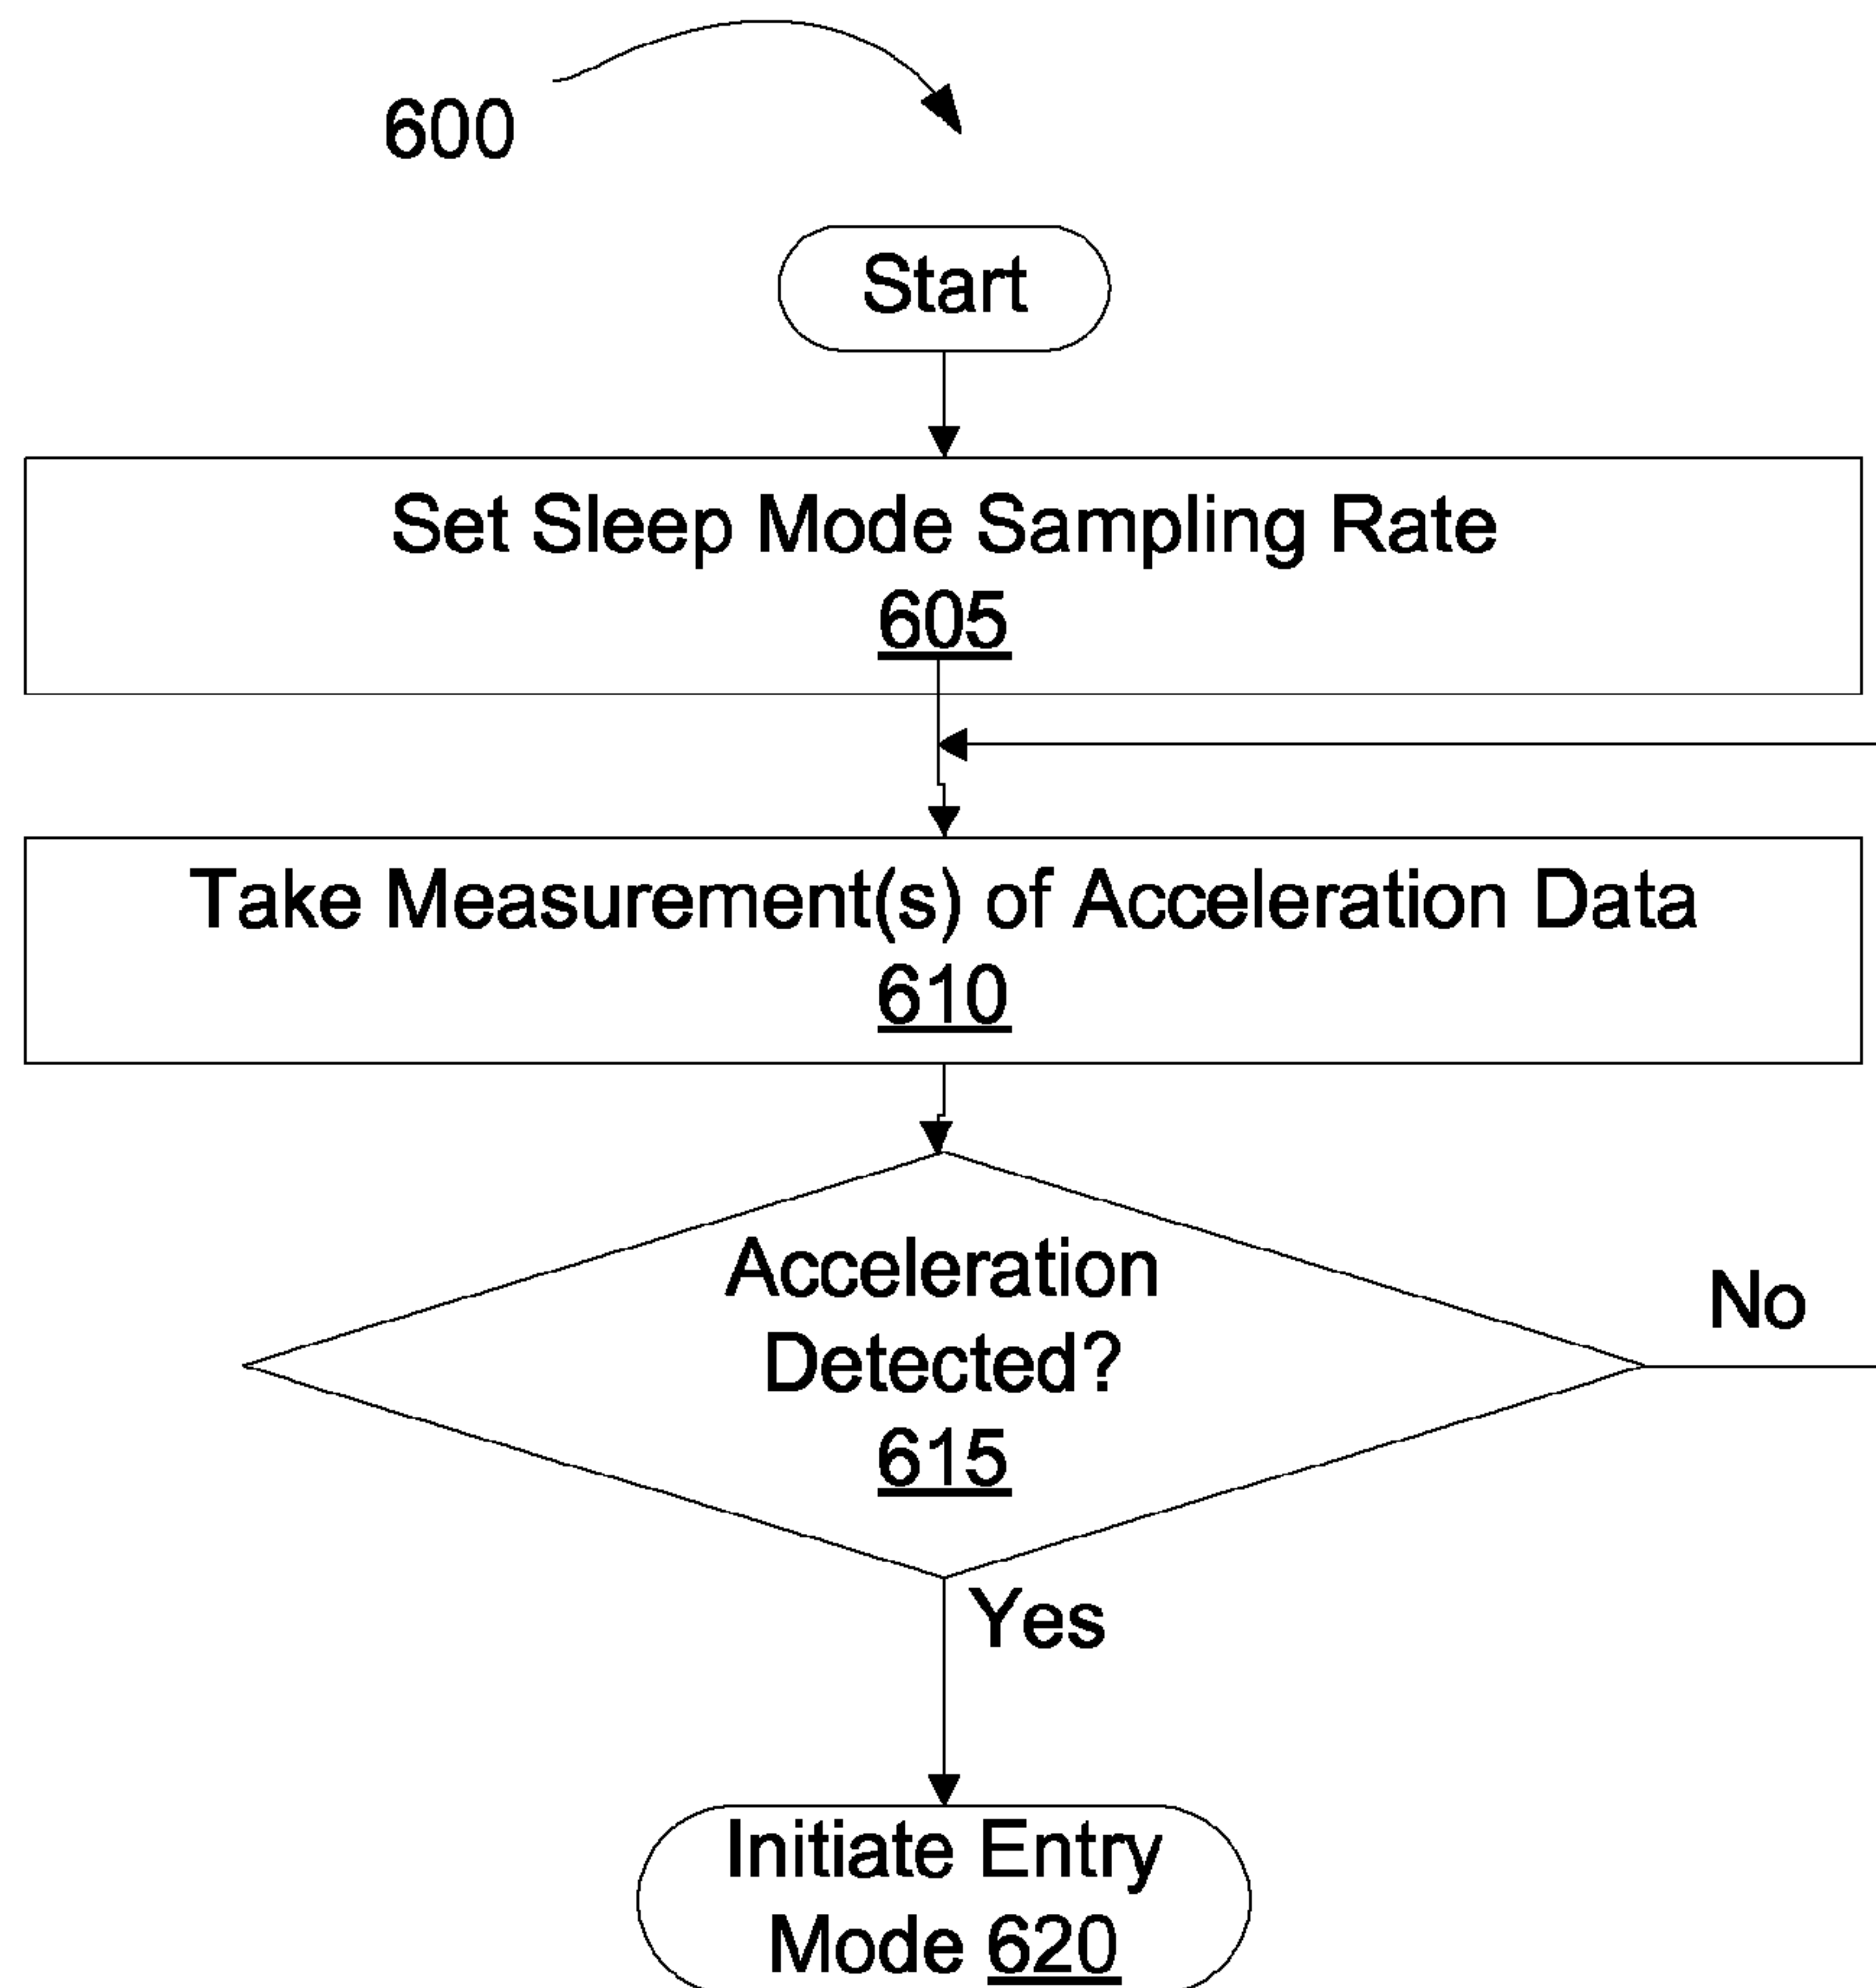 600
Start
Set Sleep Mode Sampling Rate
605
Take Measurement(s) of Acceleration Data
610
Acceleration
Detected?
615
No
Yes
Initiate Entry
Mode 620